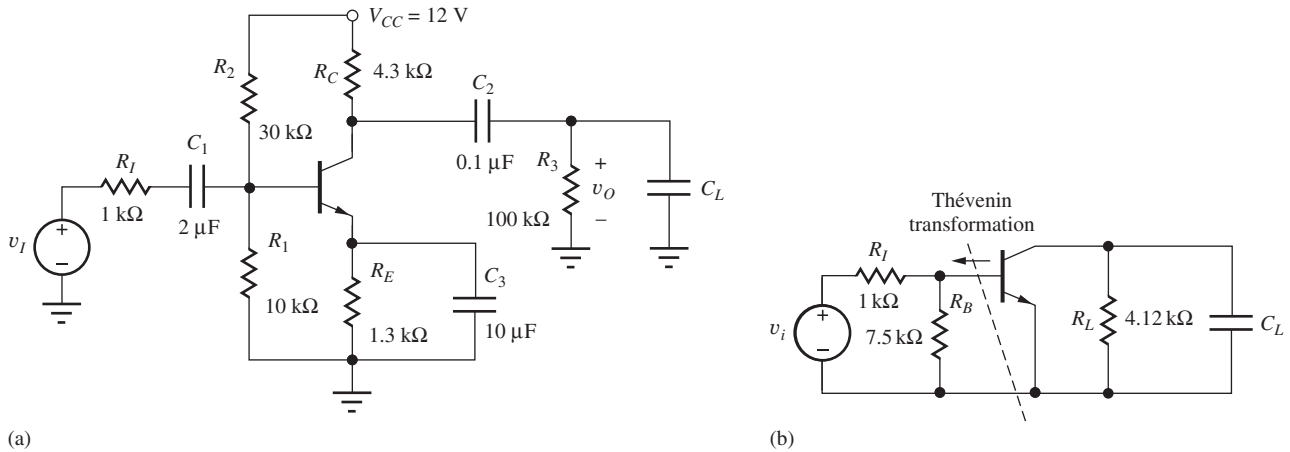 V_CC = 12 V
R_2
R_C
4.3 kΩ
C_2
30 kΩ
C_1
R_I
0.1 μF
R_3
+
v_O
−
C_L
1 kΩ
2 μF
100 kΩ
v_I
+
−
R_1
10 kΩ
R_E
1.3 kΩ
C_3
10 μF
(a)
Thévenin
transformation
R_I
1 kΩ
R_B
7.5 kΩ
v_i
+
−
R_L
4.12 kΩ
C_L
(b)